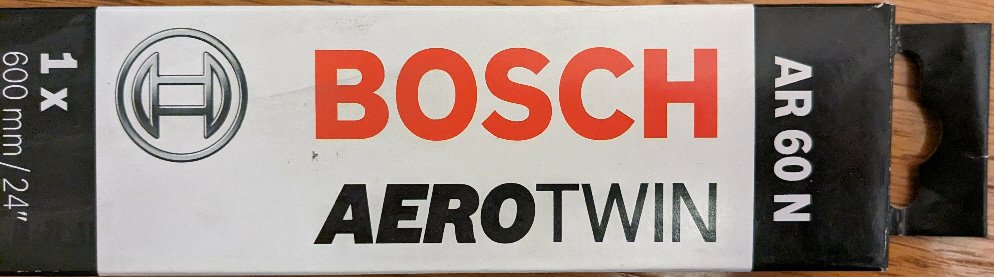 1 x
600 mm / 24"
BOSCH
AEROTWIN
AR 60 N